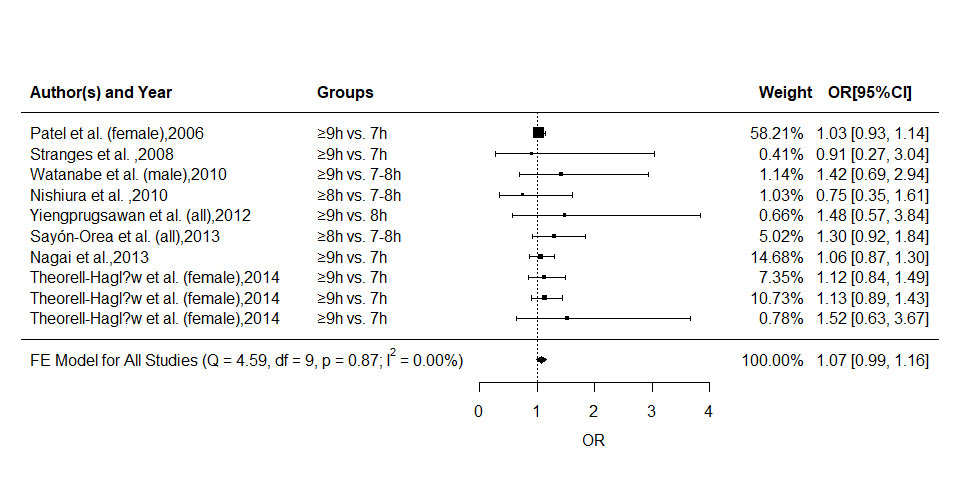 Author(s) and Year Groups Weight OR[95%CI]
Patel et al. (female),2006 ≥9h vs. 7h 58.21% 1.03 [0.93, 1.14]
Stranges et al. ,2008 ≥9h vs. 7h 0.41% 0.91 [0.27, 3.04]
Watanabe et al. (male),2010 ≥9h vs. 7-8h 1.14% 1.42 [0.69, 2.94]
Nishiura et al. ,2010 ≥8h vs. 7-8h 1.03% 0.75 [0.35, 1.61]
Yiengprugsawan et al. (all),2012 ≥9h vs. 8h 0.66% 1.48 [0.57, 3.84]
Sayón-Orea et al. (all),2013 ≥8h vs. 7-8h 5.02% 1.30 [0.92, 1.84]
Nagai et al.,2013 ≥9h vs. 7h 14.68% 1.06 [0.87, 1.30]
Theorell-Hagl?w et al. (female),2014 ≥9h vs. 7h 7.35% 1.12 [0.84, 1.49]
Theorell-Hagl?w et al. (female),2014 ≥9h vs. 7h 10.73% 1.13 [0.89, 1.43]
Theorell-Hagl?w et al. (female),2014 ≥9h vs. 7h 0.78% 1.52 [0.63, 3.67]
FE Model for All Studies (Q = 4.59, df = 9, p = 0.87; I² = 0.00%) 100.00% 1.07 [0.99, 1.16]
0 1 2 3 4
OR